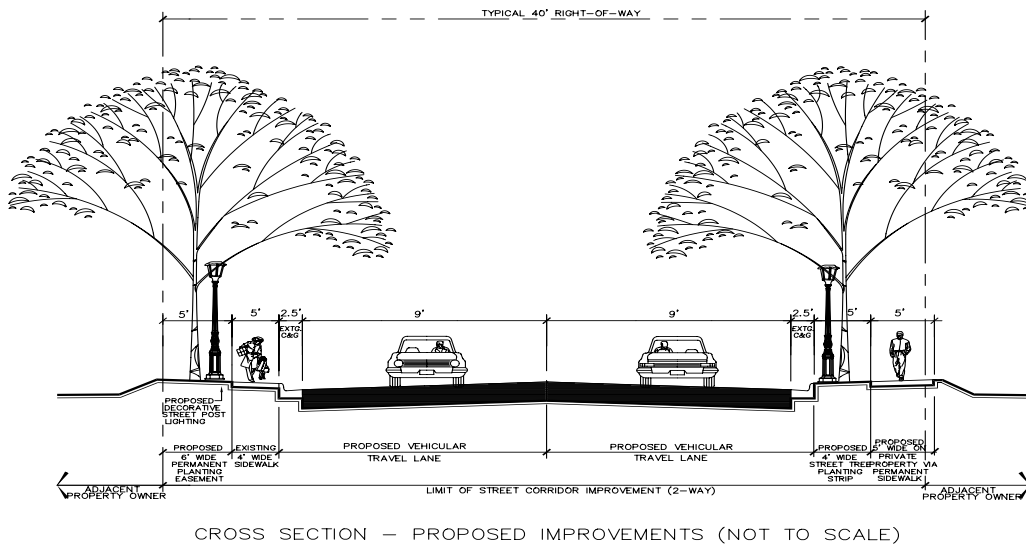 TYPICAL 40' RIGHT-OF-WAY
5' 5' 2.5' 9' 9' 2.5' 5' 5'
EXTG.
C&G
EXTG.
C&G
PROPOSED
DECORATIVE
STREET POST
LIGHTING
PROPOSED
6' WIDE
PERMANENT
PLANTING
EASEMENT
EXISTING
4' WIDE
SIDEWALK
PROPOSED VEHICULAR
TRAVEL LANE
PROPOSED VEHICULAR
TRAVEL LANE
PROPOSED
4' WIDE
STREET TREE
PLANTING
STRIP
PROPOSED
5' WIDE ON
PRIVATE
PROPERTY VIA
PERMANENT
SIDEWALK
ADJACENT
PROPERTY OWNER
LIMIT OF STREET CORRIDOR IMPROVEMENT (2-WAY)
ADJACENT
PROPERTY OWNER
CROSS SECTION – PROPOSED IMPROVEMENTS (NOT TO SCALE)